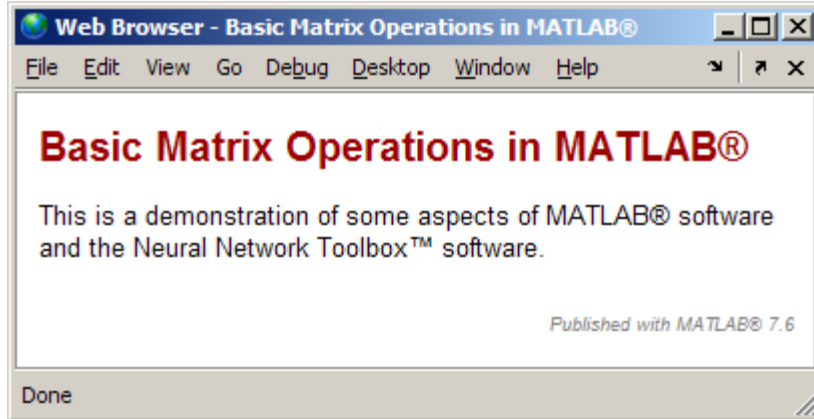 Web Browser - Basic Matrix Operations in MATLAB®
File Edit View Go Debug Desktop Window Help
Basic Matrix Operations in MATLAB®
This is a demonstration of some aspects of MATLAB® software
and the Neural Network Toolbox™ software.
Published with MATLAB® 7.6
Done